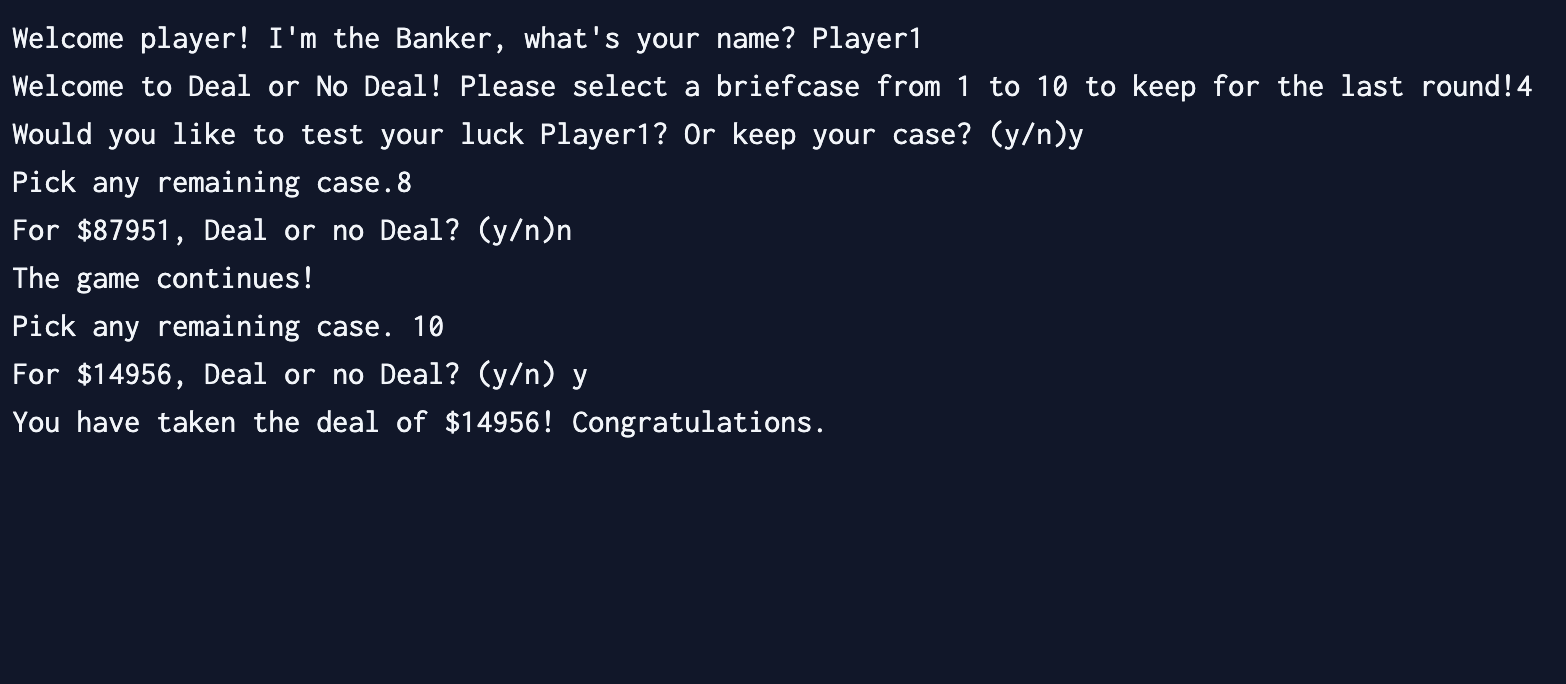 Welcome player! I'm the Banker, what's your name? Player1
Welcome to Deal or No Deal! Please select a briefcase from 1 to 10 to keep for the last round!4
Would you like to test your luck Player1? Or keep your case? (y/n)y
Pick any remaining case.8
For $87951, Deal or no Deal? (y/n)n
The game continues!
Pick any remaining case. 10
For $14956, Deal or no Deal? (y/n) y
You have taken the deal of $14956! Congratulations.